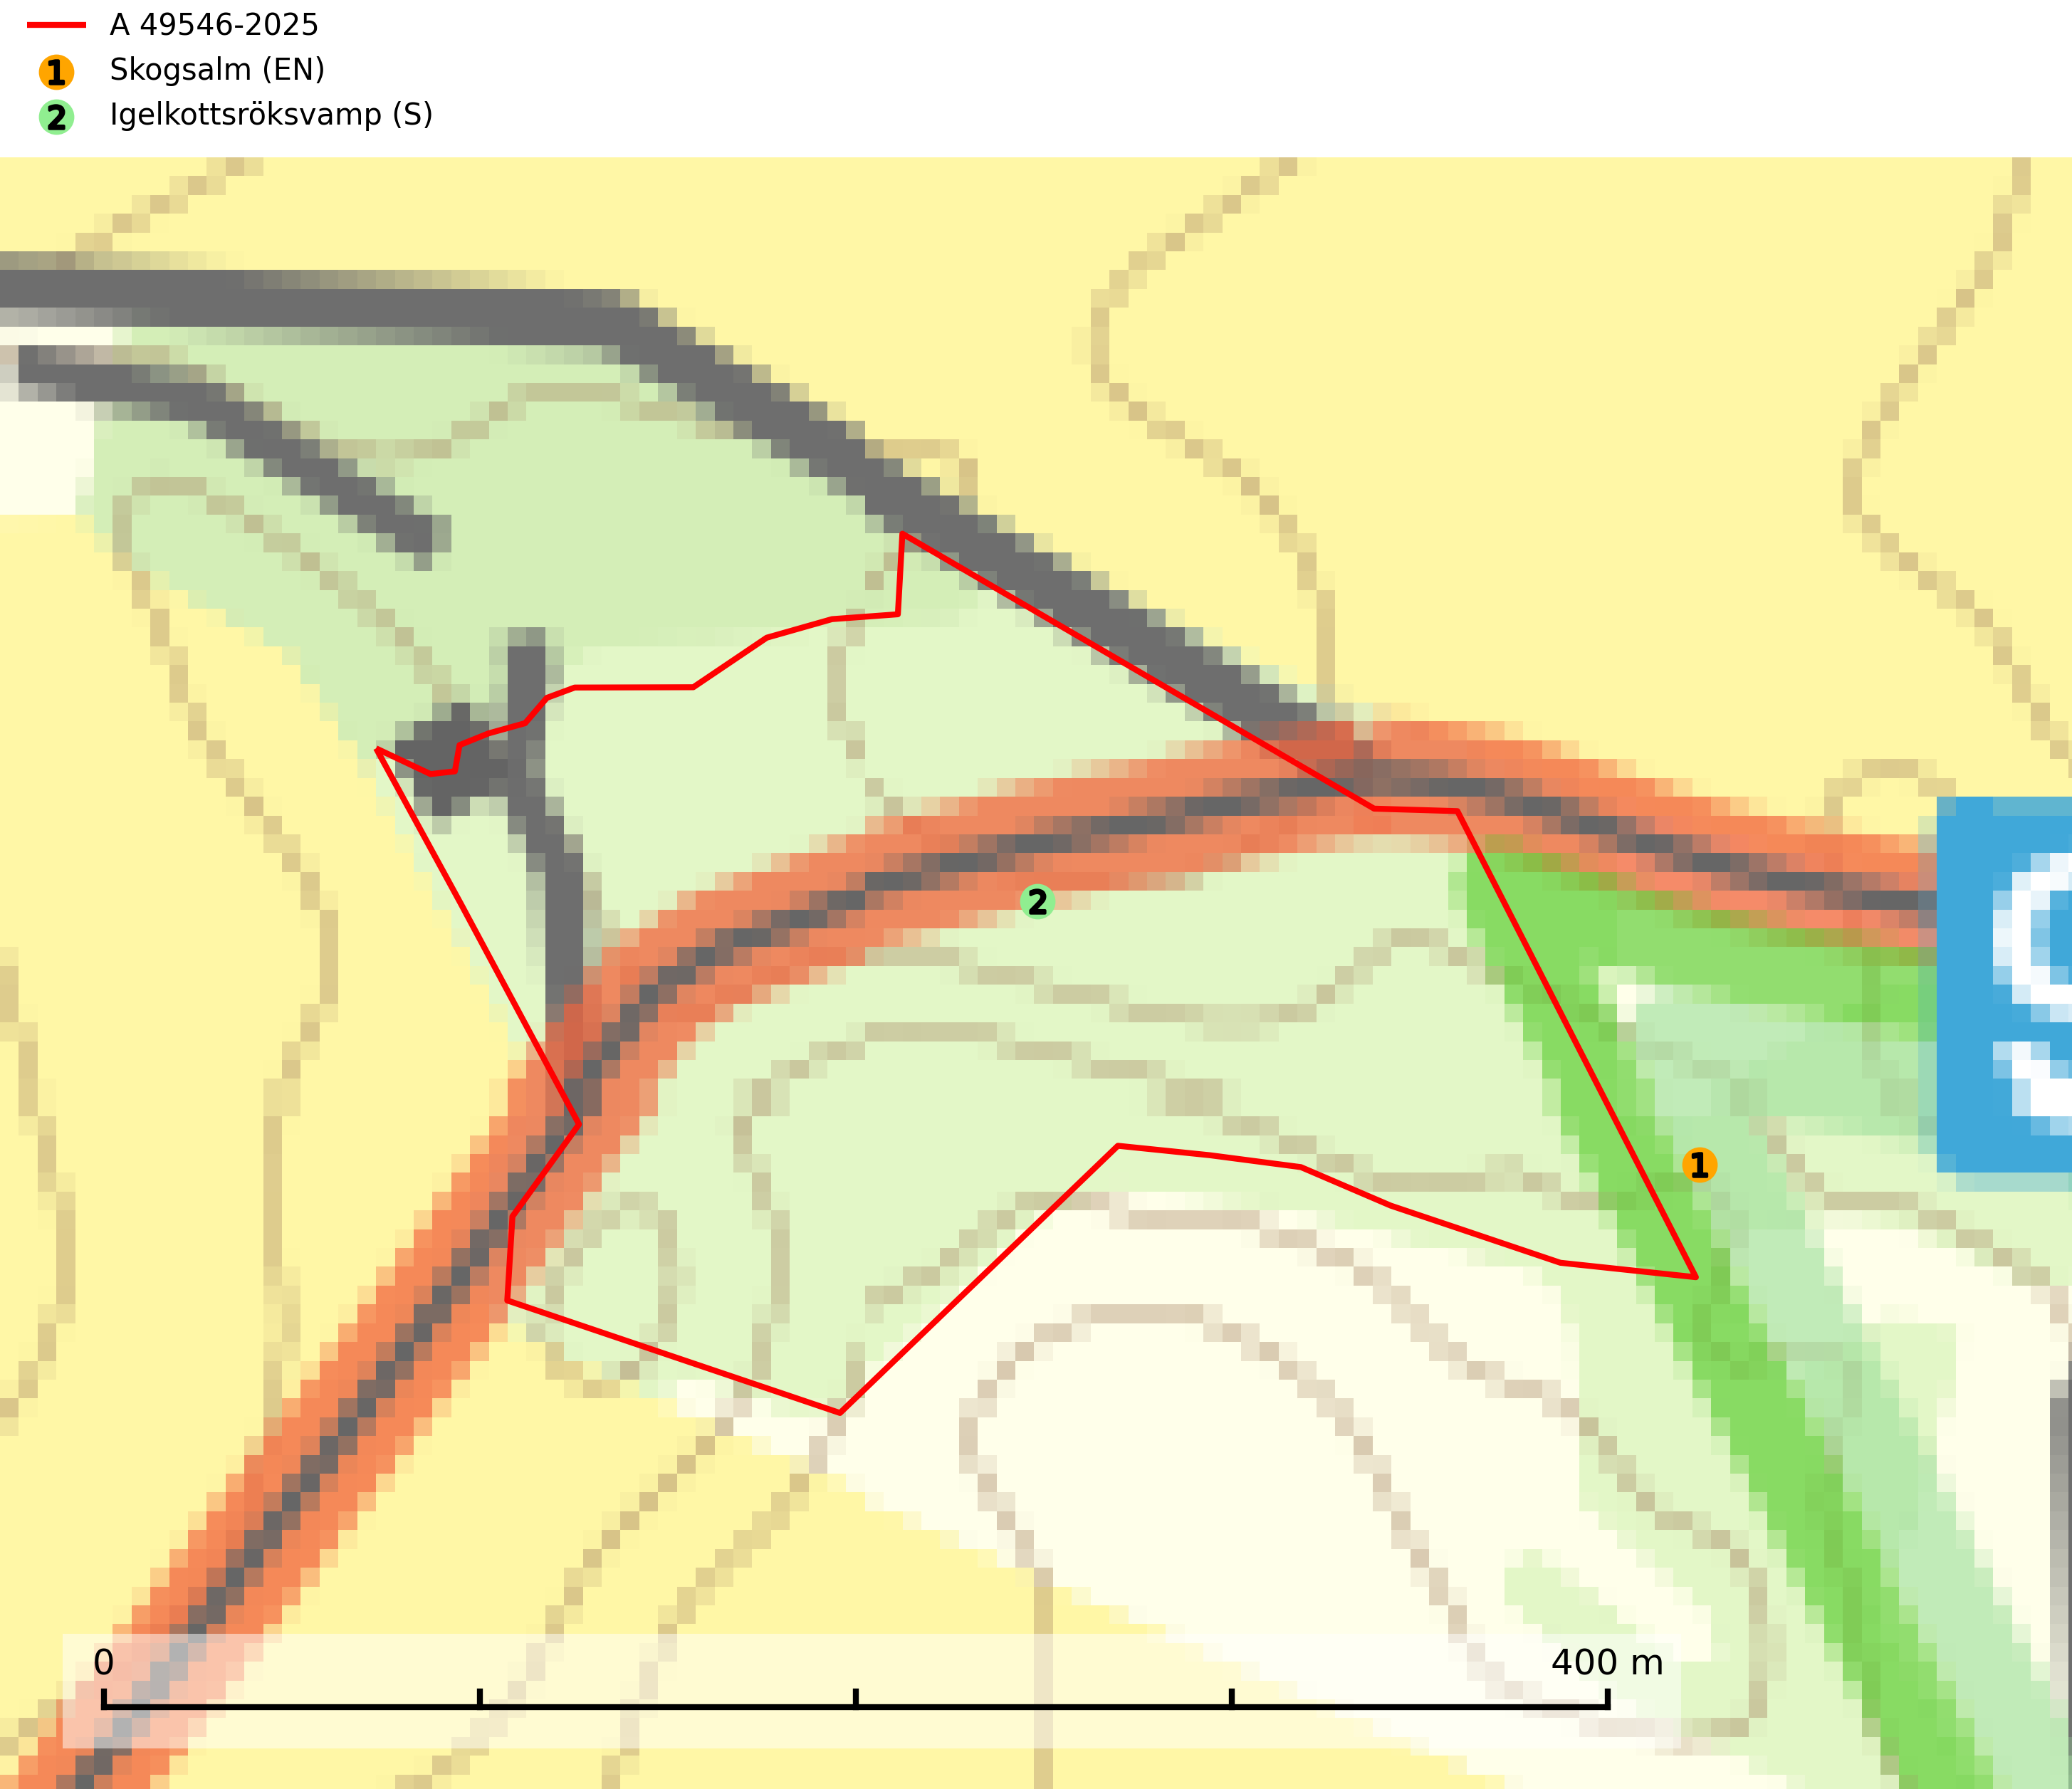 A 49546-2025
1 Skogsalm (EN)
2 Igelkottsröksvamp (S)
2
1
0 400 m